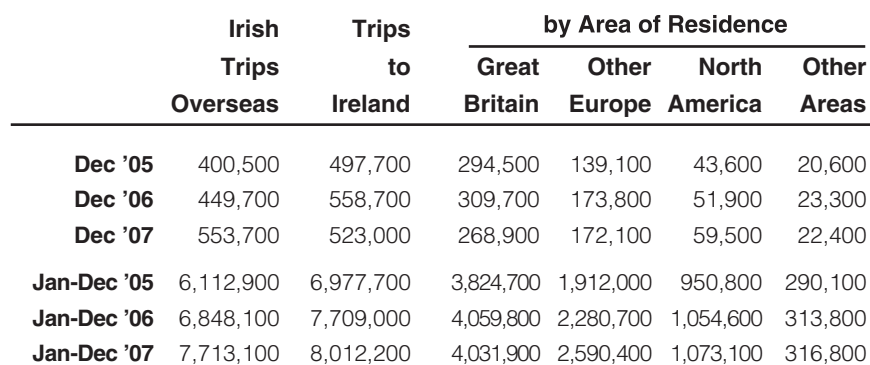 Irish Trips by Area of Residence
Trips to Great Other North Other
Overseas Ireland Britain Europe America Areas
Dec ’05 400,500 497,700 294,500 139,100 43,600 20,600
Dec ’06 449,700 558,700 309,700 173,800 51,900 23,300
Dec ’07 553,700 523,000 268,900 172,100 59,500 22,400
Jan-Dec ’05 6,112,900 6,977,700 3,824,700 1,912,000 950,800 290,100
Jan-Dec ’06 6,848,100 7,709,000 4,059,800 2,280,700 1,054,600 313,800
Jan-Dec ’07 7,713,100 8,012,200 4,031,900 2,590,400 1,073,100 316,800